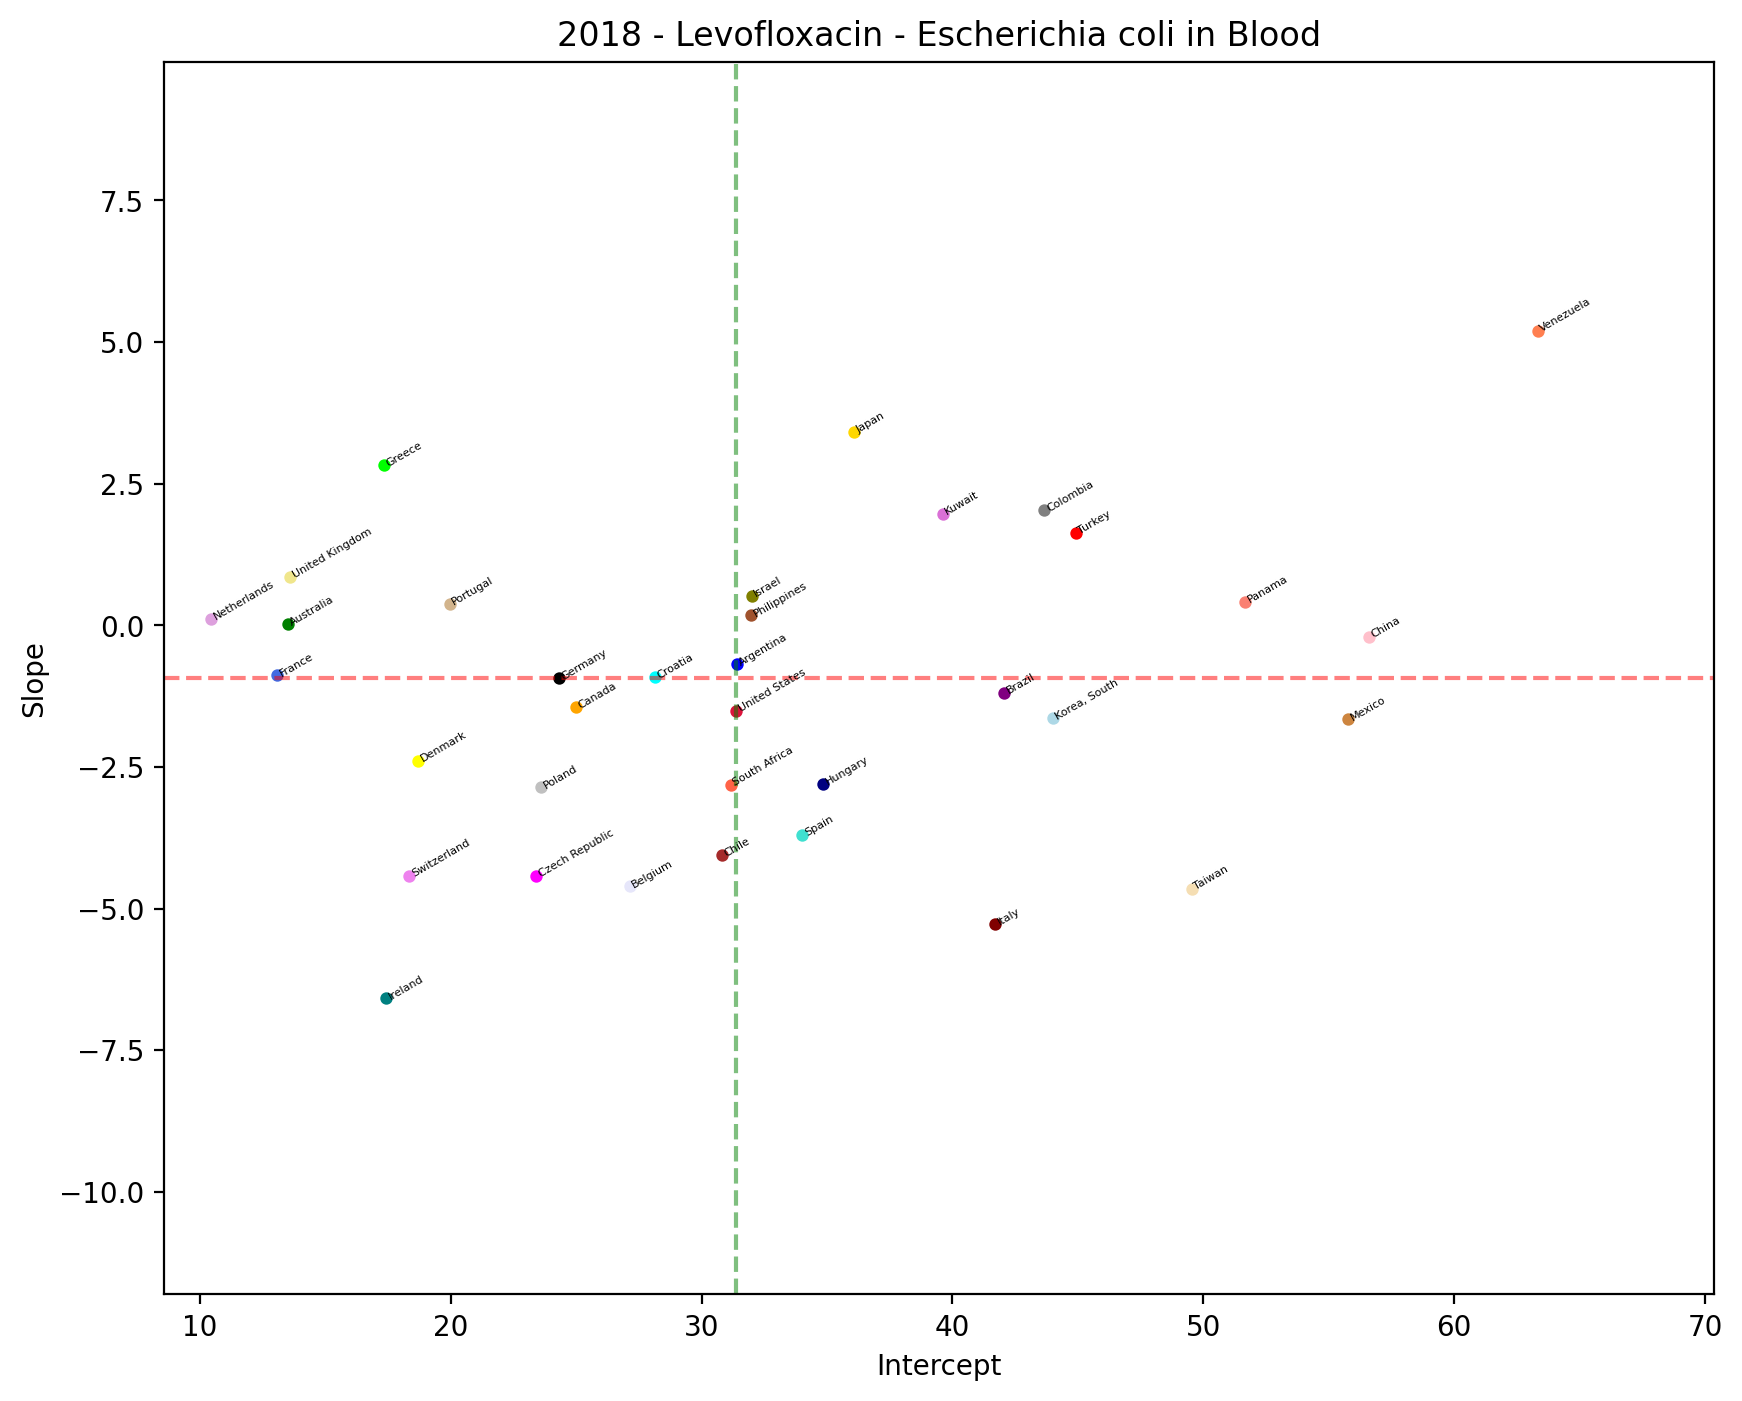 2018 - Levofloxacin - Escherichia coli in Blood
7.5
5.0
2.5
0.0
−2.5
−5.0
−7.5
−10.0
Slope
Venezuela
Japan
Greece
Kuwait
Colombia
Turkey
United Kingdom
Netherlands
Australia
Portugal
Israel
Philippines
Panama
China
France
Germany
Croatia
Argentina
Canada
United States
Brazil
Korea, South
Mexico
Denmark
Poland
South Africa
Hungary
Spain
Chile
Switzerland
Czech Republic
Belgium
Taiwan
Italy
Ireland
10
20
30
40
50
60
70
Intercept